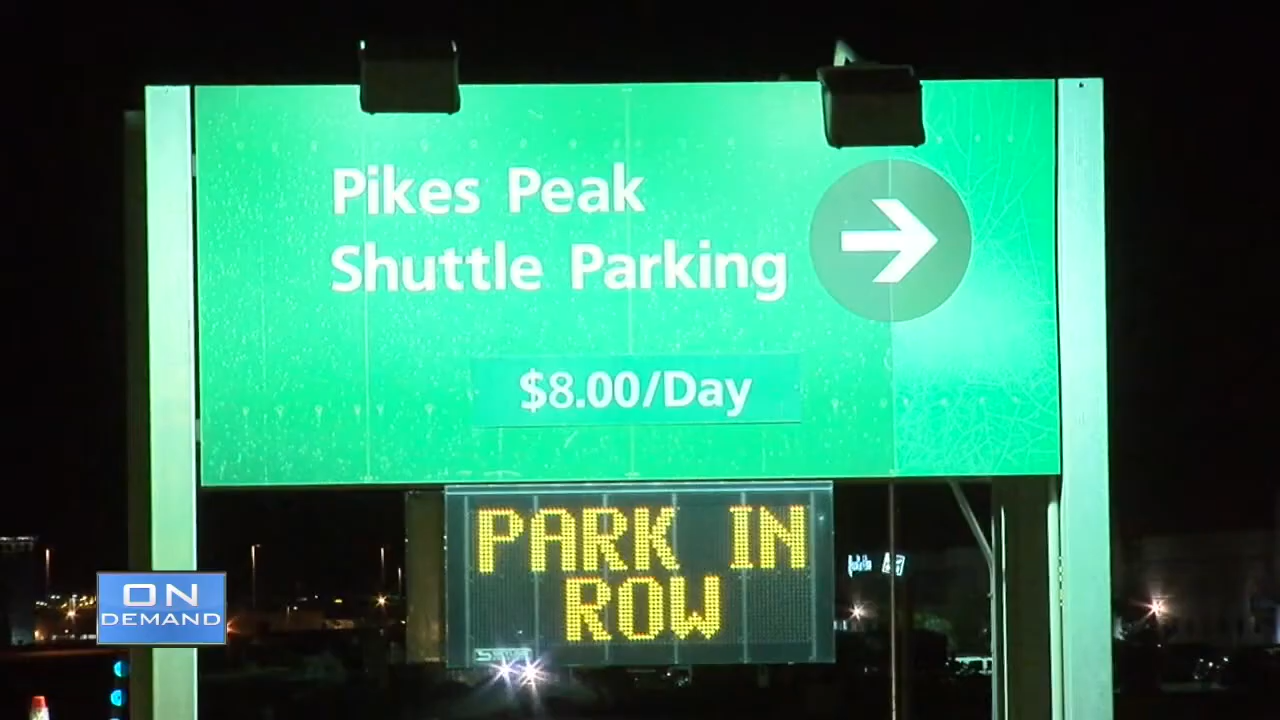 Pikes Peak
Shuttle Parking
$8.00/Day
PARK IN
ROW
ON
DEMAND